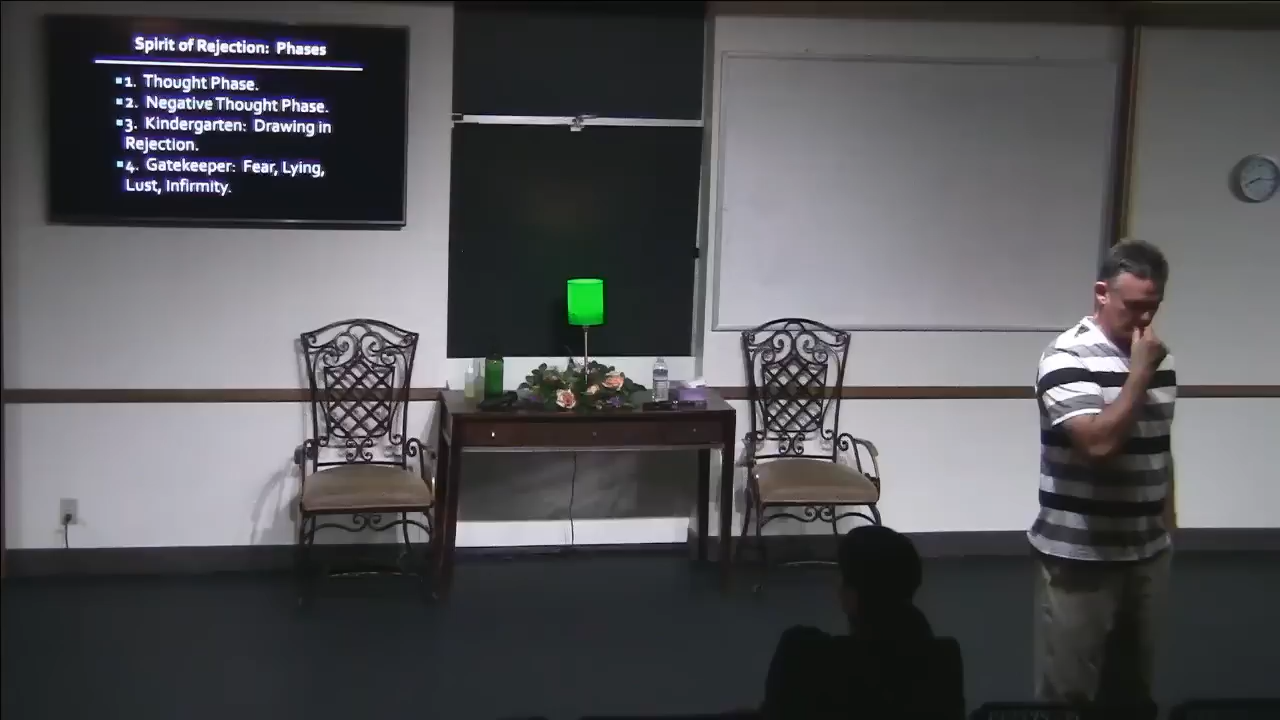 Spirit of Rejection: Phases
1. Thought Phase.
2. Negative Thought Phase.
3. Kindergarten: Drawing in
Rejection.
4. Gatekeeper: Fear, Lying,
Lust, Infirmity.